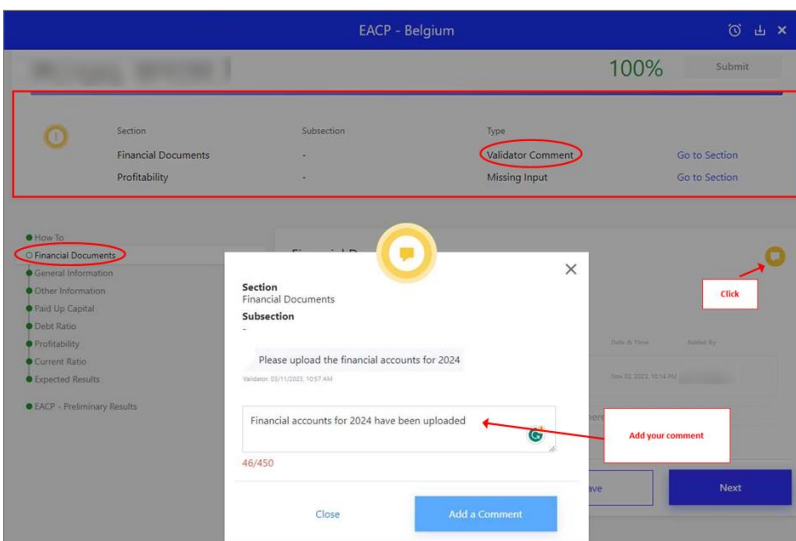 EACP - Belgium
100%
Submit
Section Subsection Type
Financial Documents - Validator Comment Go to Section
Profitability - Missing Input Go to Section
How To
Financial Documents
General Information
Other Information
Paid Up Capital
Debt Ratio
Profitability
Current Ratio
Expected Results
EACP - Preliminary Results
Click
Date & Time Added By
Nov 02, 2023, 10:14 PM
Section
Financial Documents
Subsection
-
Please upload the financial accounts for 2024
Validator: 03/11/2023, 10:57 AM
Financial accounts for 2024 have been uploaded
46/450
Add your comment
Close
Add a Comment
Next